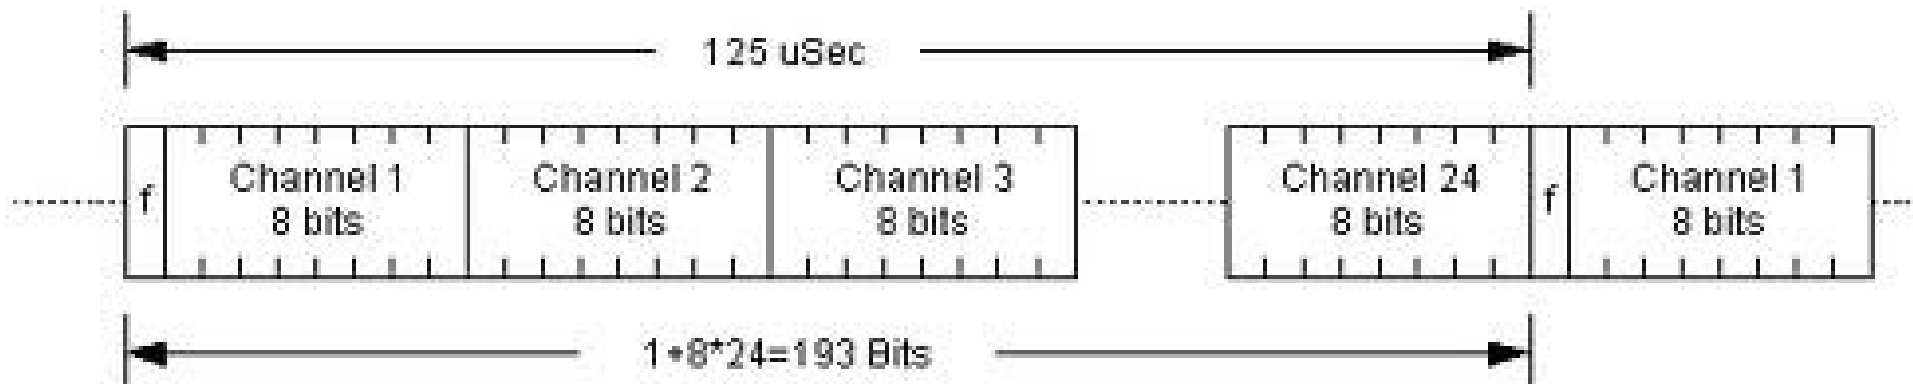 125 uSec
f
Channel 1
8 bits
Channel 2
8 bits
Channel 3
8 bits
Channel 24
8 bits
f
Channel 1
8 bits
1+8*24=193 Bits